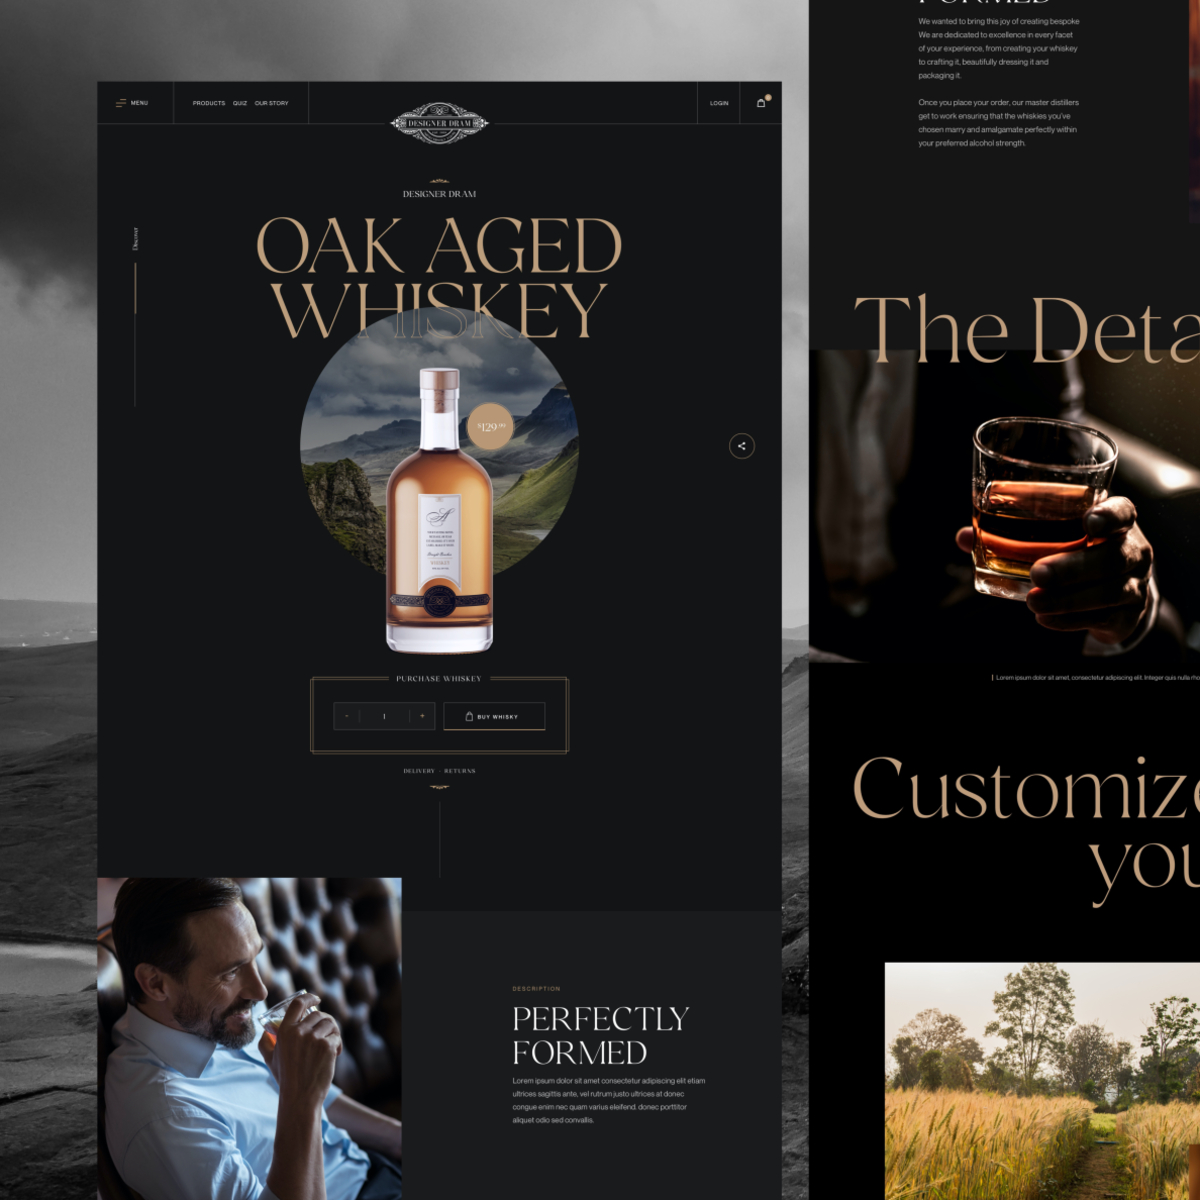 MENU
PRODUCTS QUIZ OUR STORY
DESIGNER DRAM
LOGIN
DESIGNER DRAM
Discover
OAK AGED
WHISKEY
$129.99
A
WHISKEY
PURCHASE WHISKEY
- 1 +
BUY WHISKY
DELIVERY - RETURNS
DESCRIPTION
PERFECTLY
FORMED
Lorem ipsum dolor sit amet consectetur adipiscing elit etiam
ultrices sagittis ante, vel rutrum justo ultrices at donec
congue enim nec quam varius eleifend. donec porttitor
aliquet odio sed convallis.
FORMED
We wanted to bring this joy of creating bespoke
We are dedicated to excellence in every facet
of your experience, from creating your whiskey
to crafting it, beautifully dressing it and
packaging it.
Once you place your order, our master distillers
get to work ensuring that the whiskies you've
chosen marry and amalgamate perfectly within
your preferred alcohol strength.
The Deta
Lorem ipsum dolor sit amet, consectetur adipiscing elit. Integer quis nulla rho
Customize
you